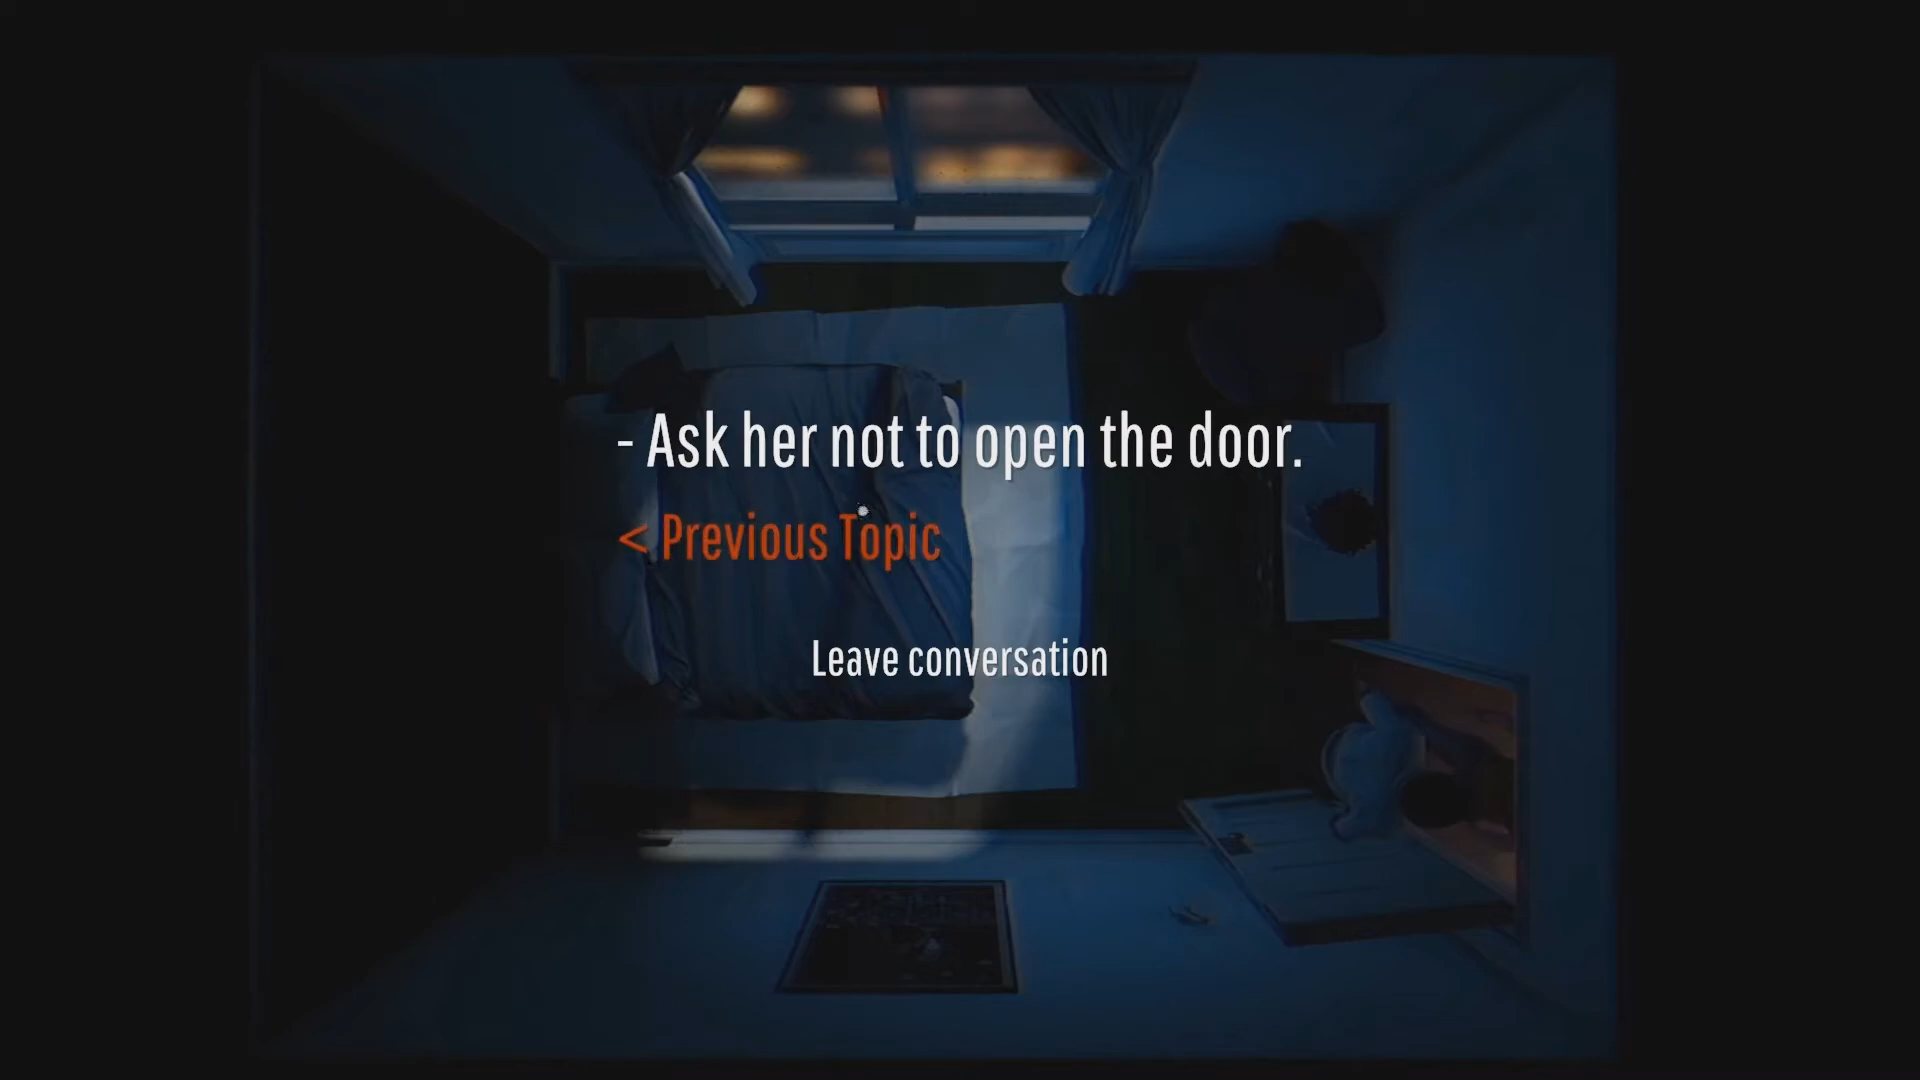 - Ask her not to open the door.
< Previous Topic
Leave conversation